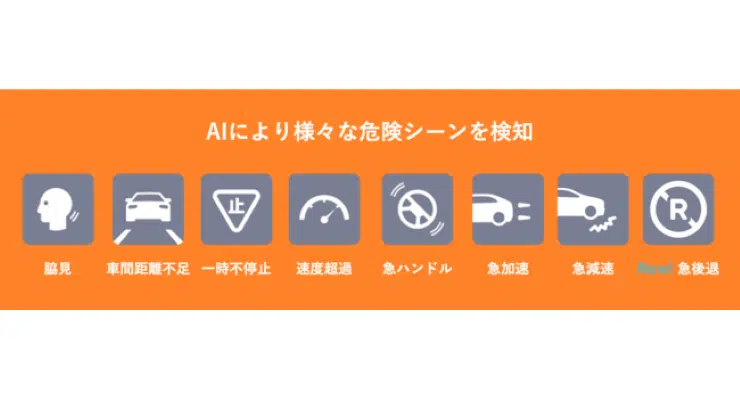 AIにより様々な危険シーンを検知
止
R
脇見
車間距離不足
一時不停止
速度超過
急ハンドル
急加速
急減速
New! 急後退